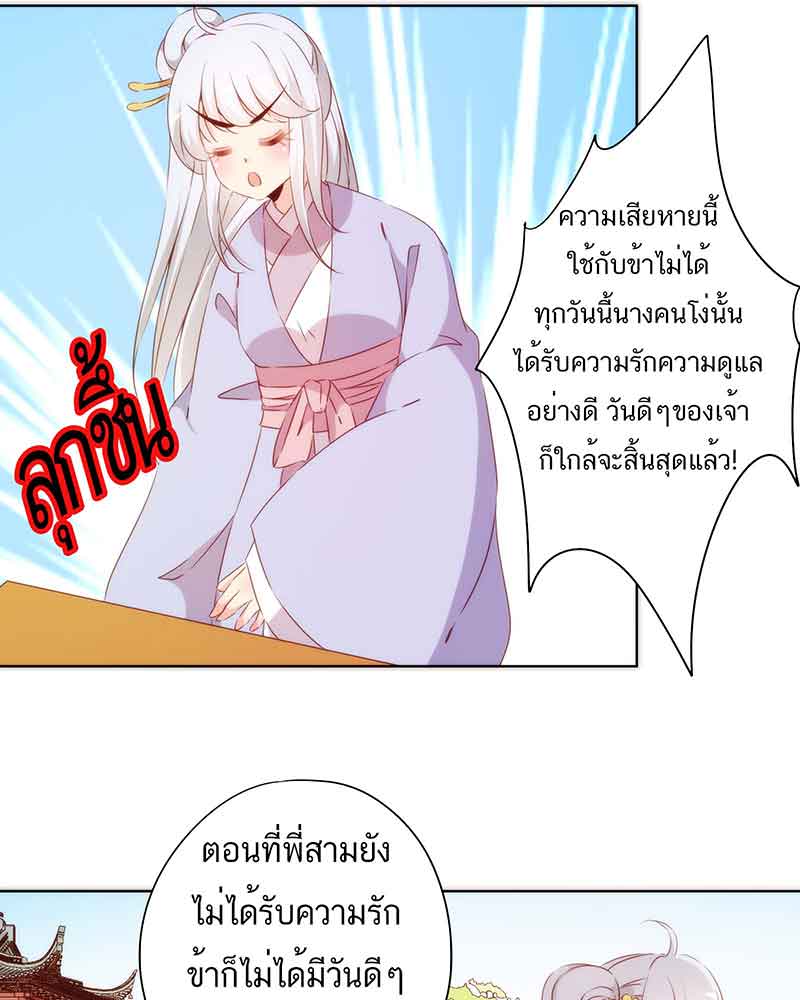 ความเสียหายนี้
ใช้กับข้าไม่ได้
ทุกวันนี้นางคนโง่นั้น
ได้รับความรักความดูแล
อย่างดี วันดีๆของเจ้า
ก็ใกล้จะสิ้นสุดแล้ว!
ลุกขึ้น
ตอนที่พี่สามยัง
ไม่ได้รับความรัก
ข้าก็ไม่ได้มีวันดีๆ